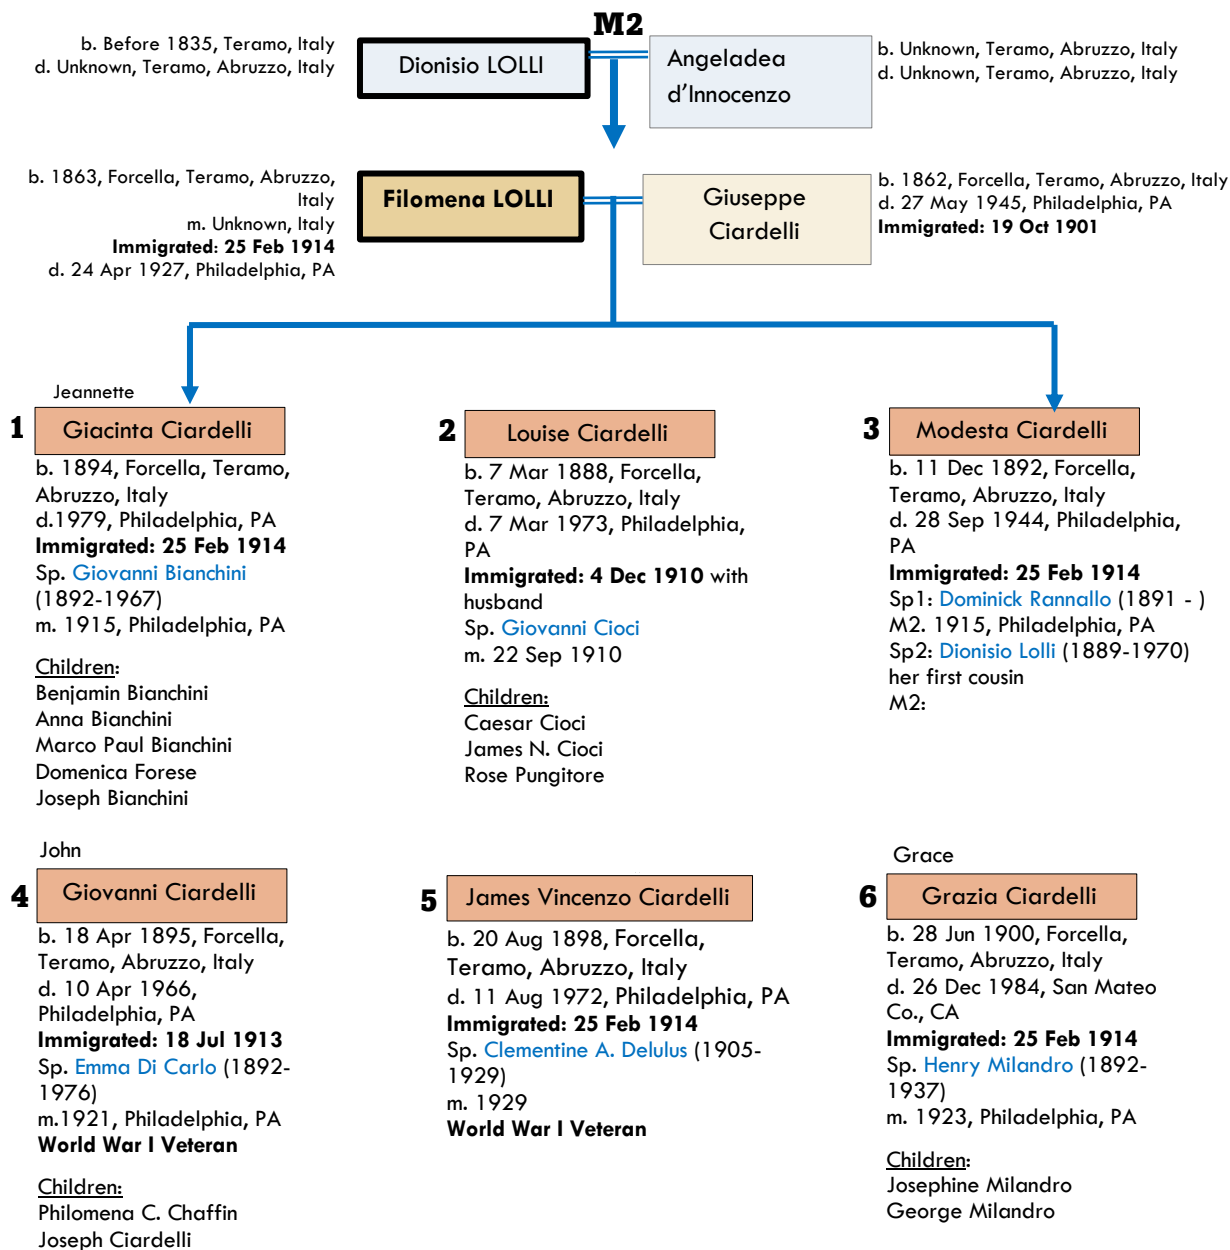 M2
b. Before 1835, Teramo, Italy
d. Unknown, Teramo, Abruzzo, Italy
Dionisio LOLLI
Angeladea
d'Innocenzo
b. Unknown, Teramo, Abruzzo, Italy
d. Unknown, Teramo, Abruzzo, Italy
b. 1863, Forcella, Teramo, Abruzzo,
Italy
m. Unknown, Italy
Immigrated: 25 Feb 1914
d. 24 Apr 1927, Philadelphia, PA
Filomena LOLLI
Giuseppe
Ciardelli
b. 1862, Forcella, Teramo, Abruzzo, Italy
d. 27 May 1945, Philadelphia, PA
Immigrated: 19 Oct 1901
Jeannette
1 Giacinta Ciardelli
b. 1894, Forcella, Teramo,
Abruzzo, Italy
d.1979, Philadelphia, PA
Immigrated: 25 Feb 1914
Sp. Giovanni Bianchini
(1892-1967)
m. 1915, Philadelphia, PA
Children:
Benjamin Bianchini
Anna Bianchini
Marco Paul Bianchini
Domenica Forese
Joseph Bianchini
2 Louise Ciardelli
b. 7 Mar 1888, Forcella,
Teramo, Abruzzo, Italy
d. 7 Mar 1973, Philadelphia,
PA
Immigrated: 4 Dec 1910 with
husband
Sp. Giovanni Cioci
m. 22 Sep 1910
Children:
Caesar Cioci
James N. Cioci
Rose Pungitore
3 Modesta Ciardelli
b. 11 Dec 1892, Forcella,
Teramo, Abruzzo, Italy
d. 28 Sep 1944, Philadelphia,
PA
Immigrated: 25 Feb 1914
Sp1: Dominick Rannallo (1891 - )
M2. 1915, Philadelphia, PA
Sp2: Dionisio Lolli (1889-1970)
her first cousin
M2:
John
4 Giovanni Ciardelli
b. 18 Apr 1895, Forcella,
Teramo, Abruzzo, Italy
d. 10 Apr 1966,
Philadelphia, PA
Immigrated: 18 Jul 1913
Sp. Emma Di Carlo (1892-
1976)
m.1921, Philadelphia, PA
World War I Veteran
Children:
Philomena C. Chaffin
Joseph Ciardelli
5 James Vincenzo Ciardelli
b. 20 Aug 1898, Forcella,
Teramo, Abruzzo, Italy
d. 11 Aug 1972, Philadelphia, PA
Immigrated: 25 Feb 1914
Sp. Clementine A. Delulus (1905-
1929)
m. 1929
World War I Veteran
Grace
6 Grazia Ciardelli
b. 28 Jun 1900, Forcella,
Teramo, Abruzzo, Italy
d. 26 Dec 1984, San Mateo
Co., CA
Immigrated: 25 Feb 1914
Sp. Henry Milandro (1892-
1937)
m. 1923, Philadelphia, PA
Children:
Josephine Milandro
George Milandro